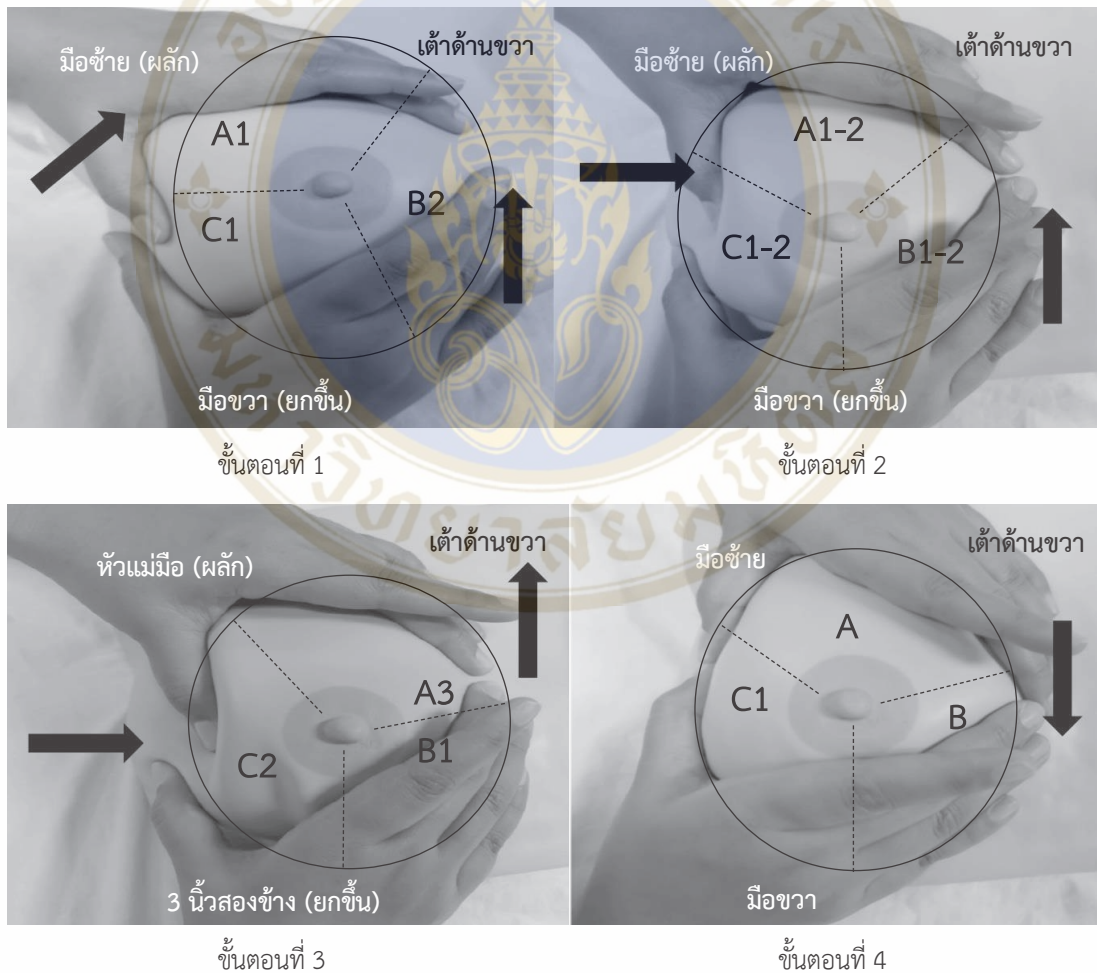 มือซ้าย (ผลัก)
เต้าด้านขวา
A1
C1
B2
มือขวา (ยกขึ้น)
ขั้นตอนที่ 1
มือซ้าย (ผลัก)
เต้าด้านขวา
A1-2
C1-2
B1-2
มือขวา (ยกขึ้น)
ขั้นตอนที่ 2
หัวแม่มือ (ผลัก)
เต้าด้านขวา
A3
B1
C2
3 นิ้วสองข้าง (ยกขึ้น)
ขั้นตอนที่ 3
มือซ้าย
เต้าด้านขวา
A
C1
B
มือขวา
ขั้นตอนที่ 4